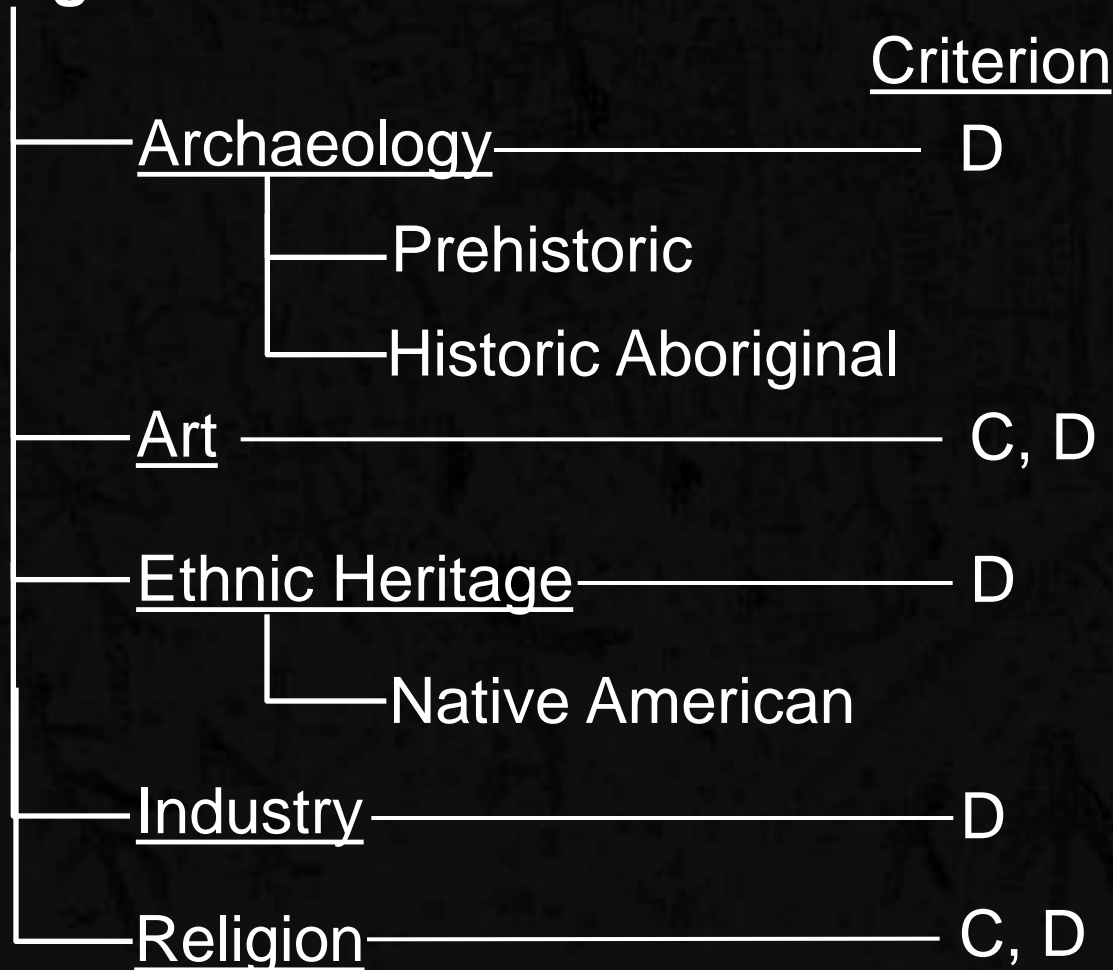 Criterion
Archaeology D
Prehistoric
Historic Aboriginal
Art C, D
Ethnic Heritage D
Native American
Industry D
Religion C, D